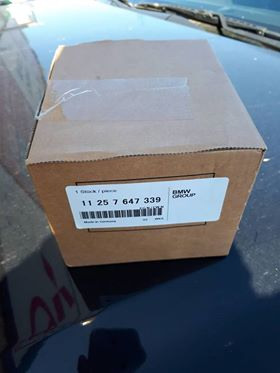 1 Stück / piece
11 25 7 647 339
BMW
GROUP
Made in Germany